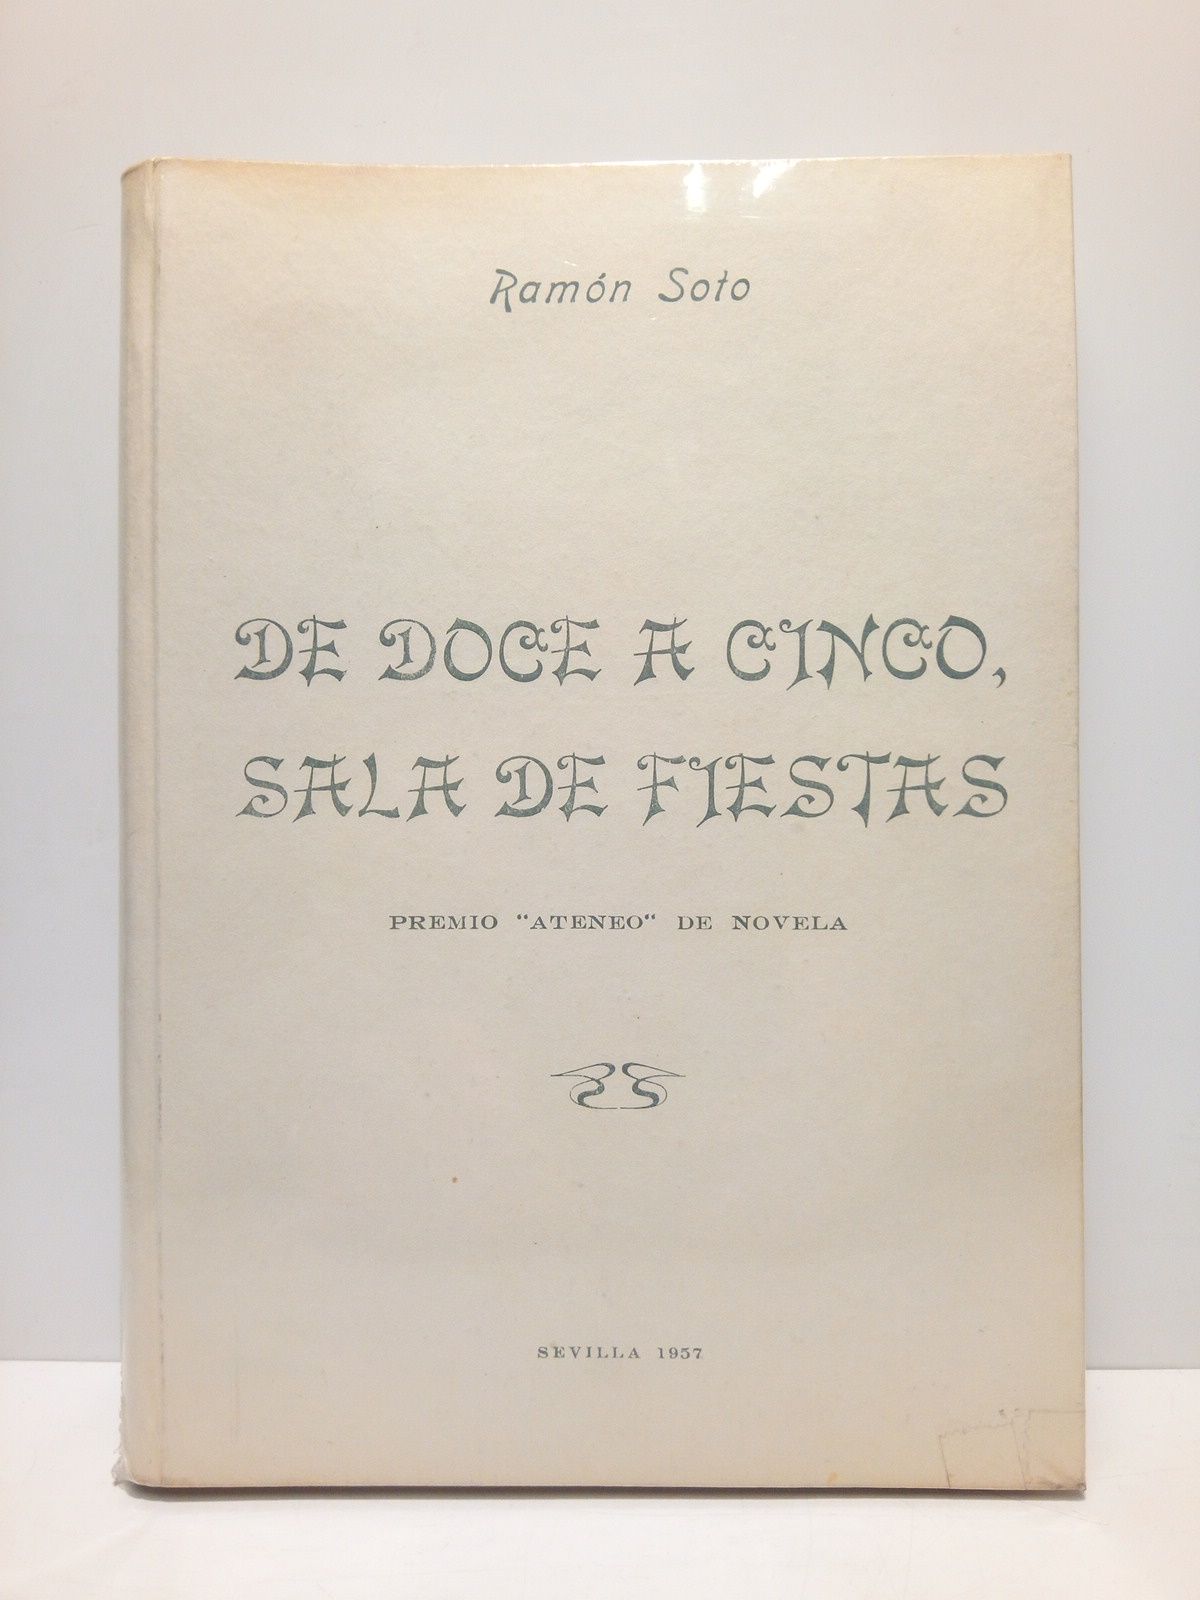 Ramón Soto
DE DOCE A CINCO,
SALA DE FIESTAS
PREMIO "ATENEO" DE NOVELA
SEVILLA 1957